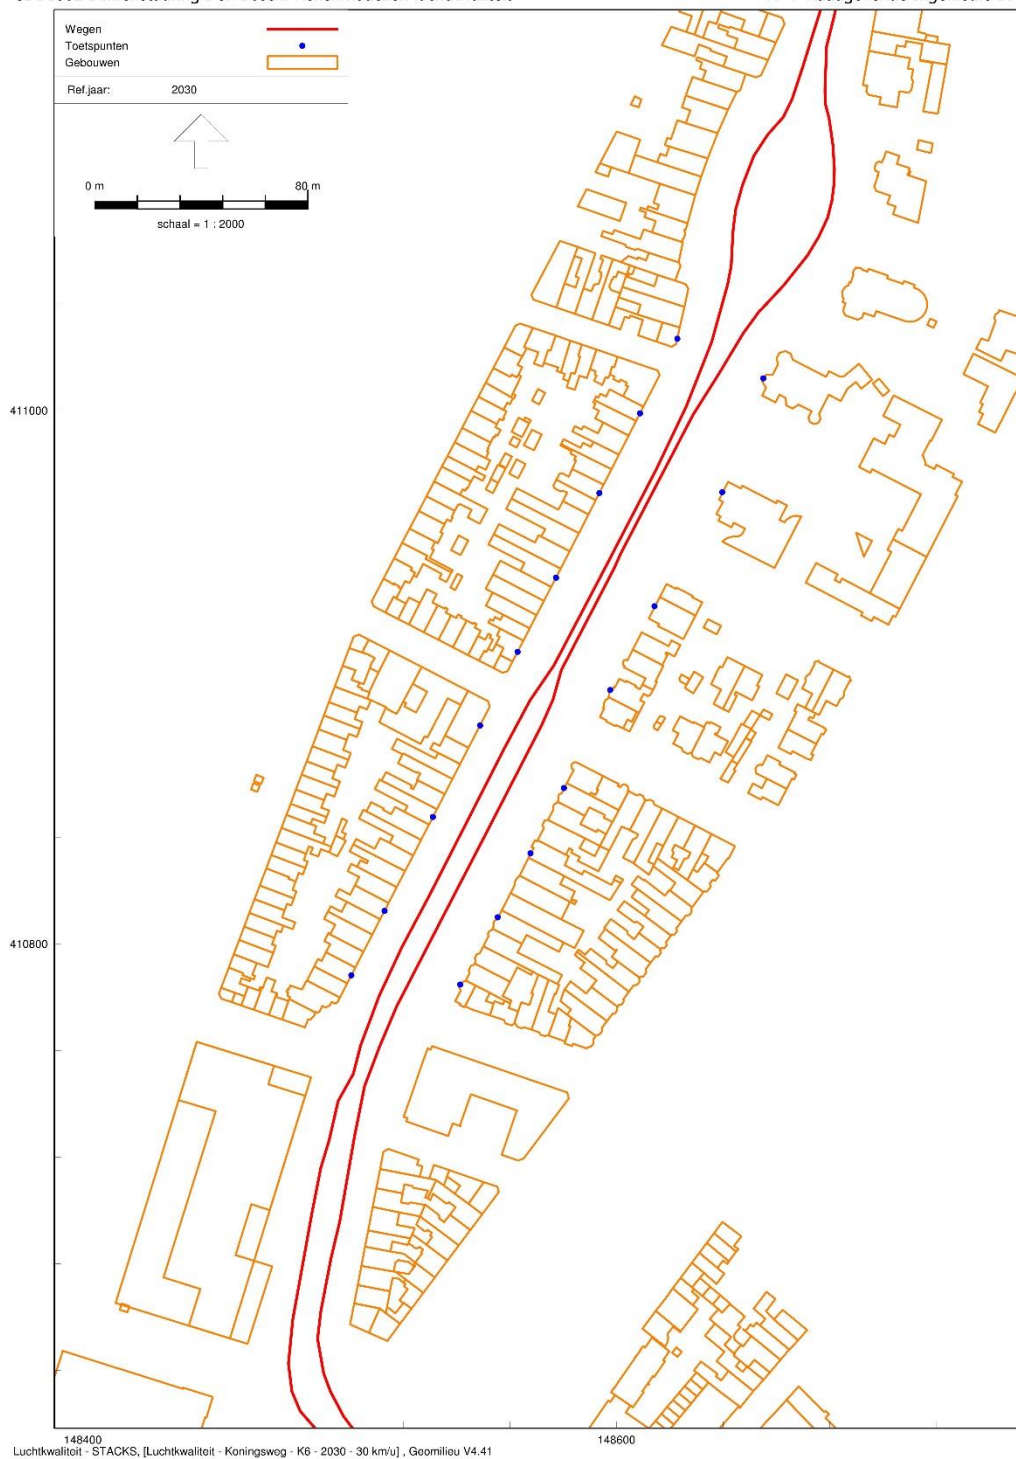 Wegen
Toetspunten
Gebouwen
Ref.jaar: 2030
0 m 80 m
schaal = 1 : 2000
411000
410800
148400 148600
Luchtkwaliteit - STACKS, [Luchtkwaliteit - Koningsweg - K6 - 2030 - 30 km/u] , Geomilieu V4.41